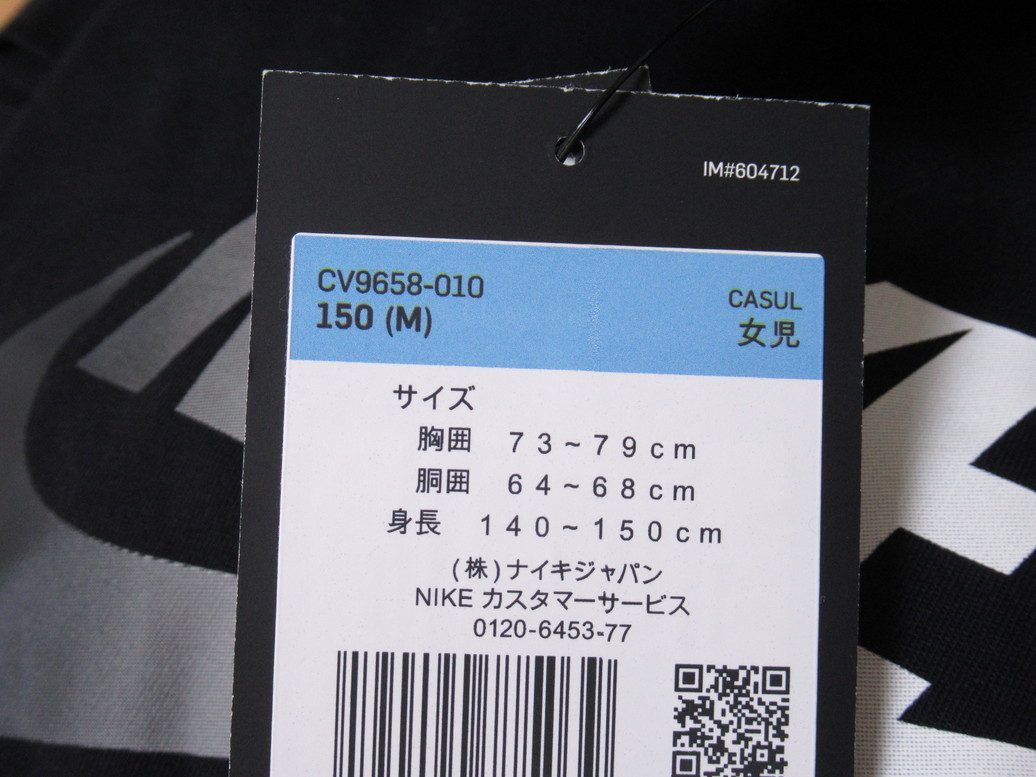 IM#604712
CV9658-010
150 (M)
CASUL
女児
サイズ
胸囲 73~79cm
胴囲 64~68cm
身長 140~150cm
(株)ナイキジャパン
NIKE カスタマーサービス
0120-6453-77